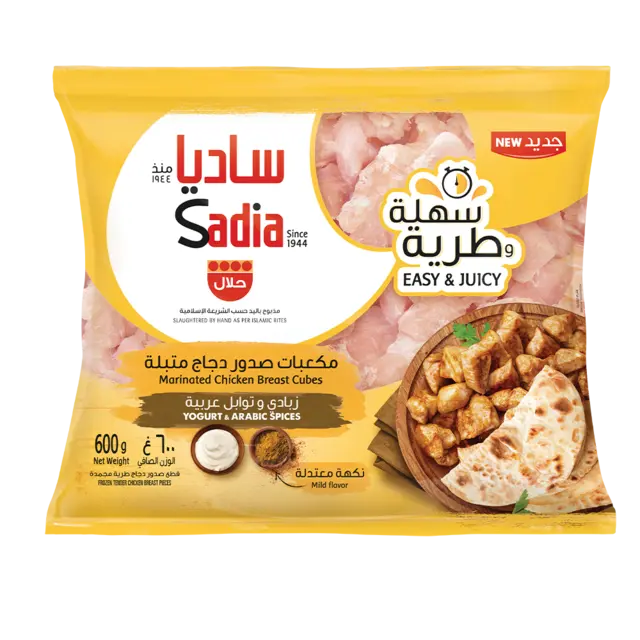 NEW جديد
ساديا
منذ
١٩٤٤
Sadia
Since
1944
سهلة
و طرية
EASY & JUICY
حلال
مذبوح باليد حسب الشريعة الإسلامية
SLAUGHTERED BY HAND AS PER ISLAMIC RITES
مكعبات صدور دجاج متبلة
Marinated Chicken Breast Cubes
زبادي و توابل عربية
YOGURT & ARABIC SPICES
600g
Net Weight
٦٠٠ غ
الوزن الصافي
قطع صدور دجاج طرية مجمدة
FROZEN TENDER CHICKEN BREAST PIECES
نكهة معتدلة
Mild flavor